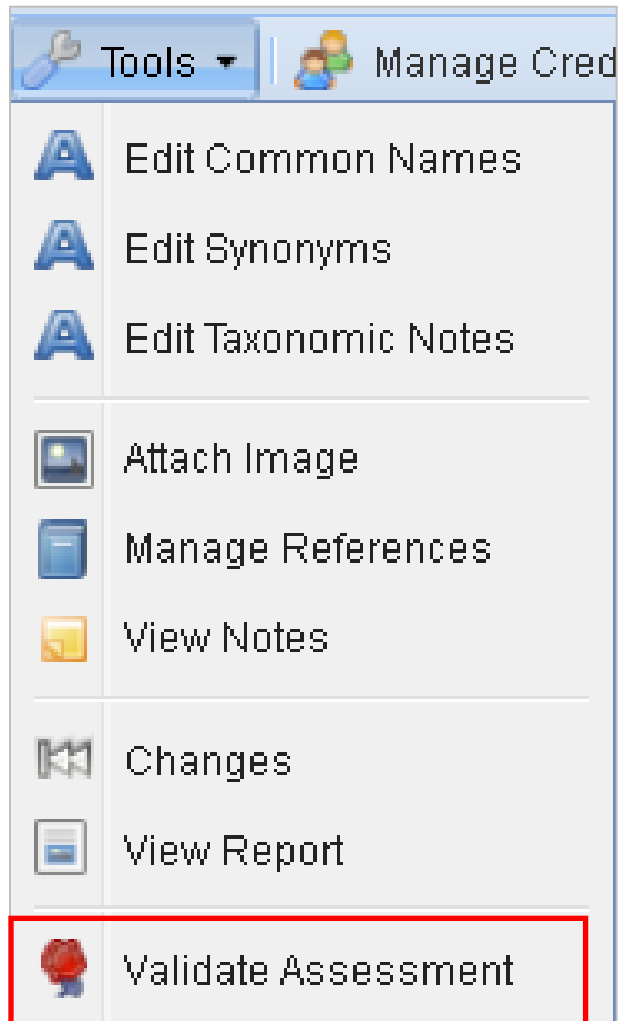 Tools Manage Cred
Edit Common Names
Edit Synonyms
Edit Taxonomic Notes
Attach Image
Manage References
View Notes
Changes
View Report
Validate Assessment